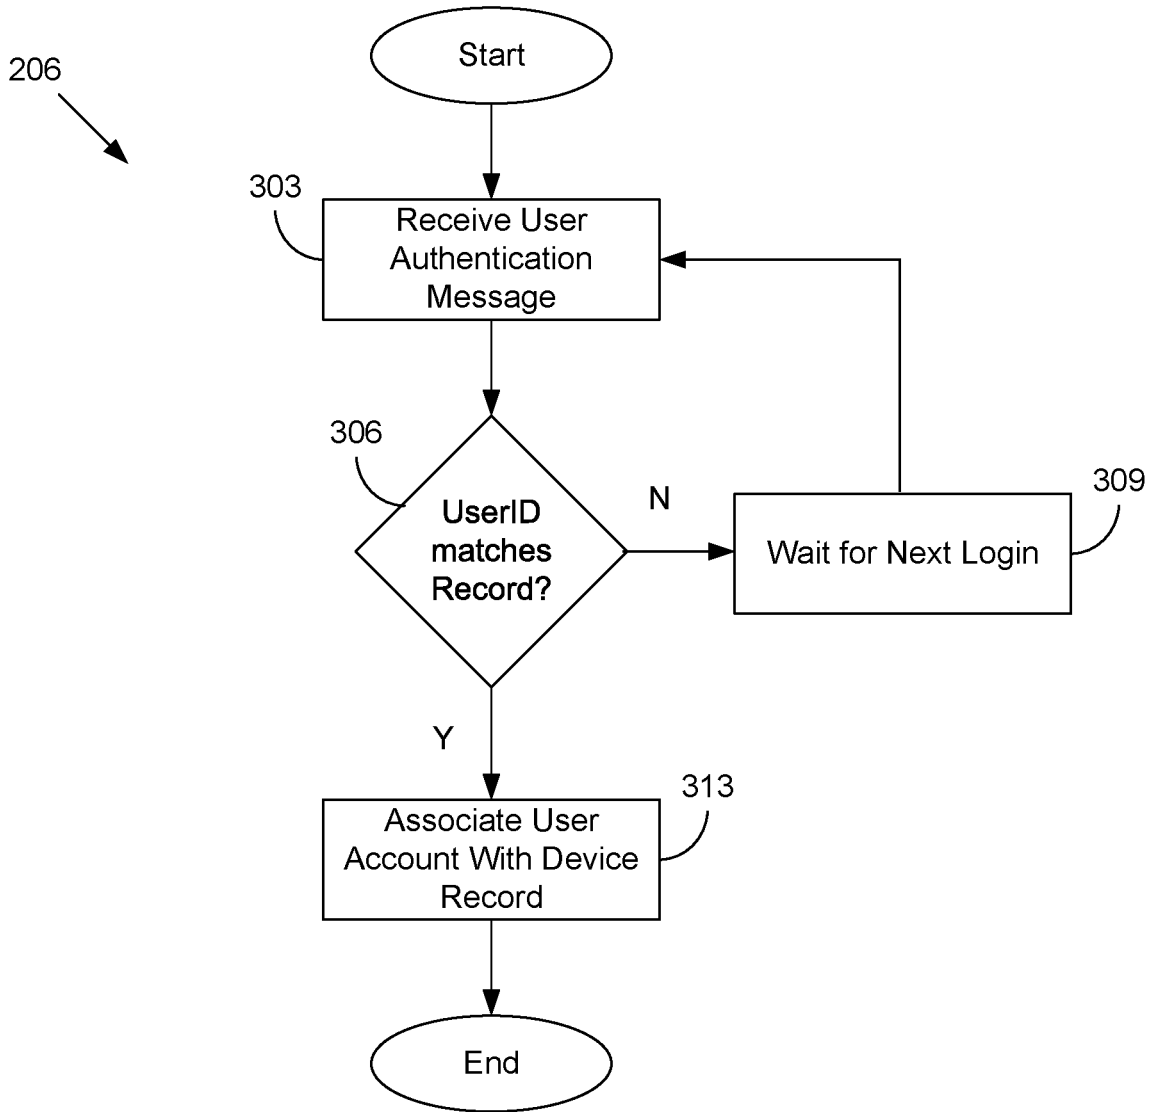 Start
206
303
Receive User
Authentication
Message
306
UserID
matches
Record?
N
309
Wait for Next Login
Y
313
Associate User
Account With Device
Record
End